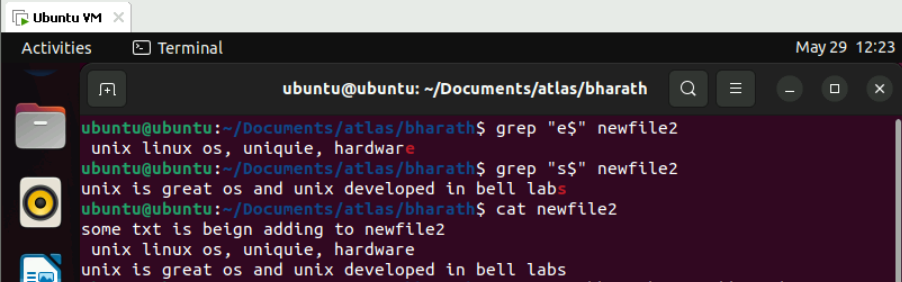 Ubuntu VM
Activities Terminal May 29 12:23
ubuntu@ubuntu: ~/Documents/atlas/bharath
ubuntu@ubuntu:~/Documents/atlas/bharath$ grep "e$" newfile2
unix linux os, uniquie, hardware
ubuntu@ubuntu:~/Documents/atlas/bharath$ grep "s$" newfile2
unix is great os and unix developed in bell labs
ubuntu@ubuntu:~/Documents/atlas/bharath$ cat newfile2
some txt is beign adding to newfile2
unix linux os, uniquie, hardware
unix is great os and unix developed in bell labs